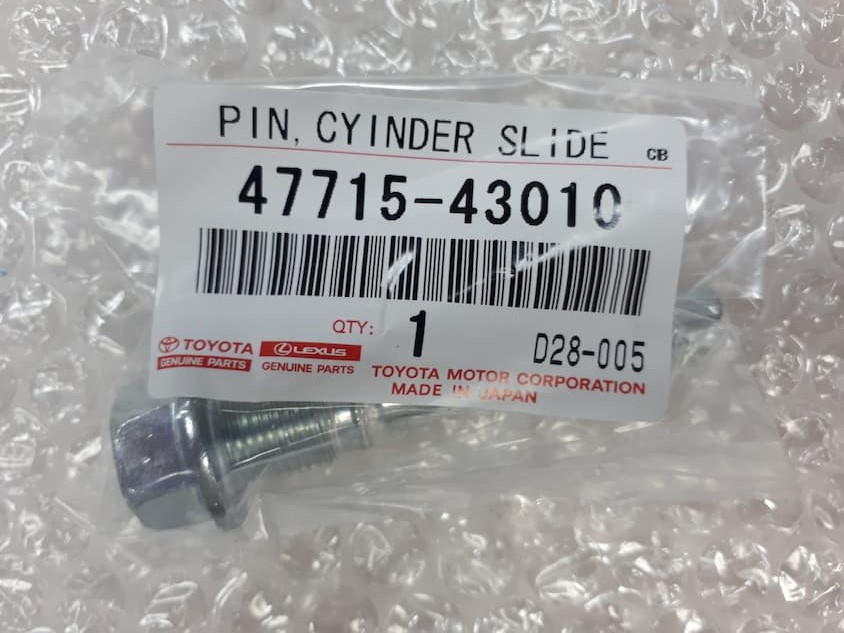 PIN, CYINDER SLIDE CB
47715-43010
QTY: 1 D28-005
TOYOTA LEXUS
GENUINE PARTS GENUINE PARTS
TOYOTA MOTOR CORPORATION
MADE IN JAPAN